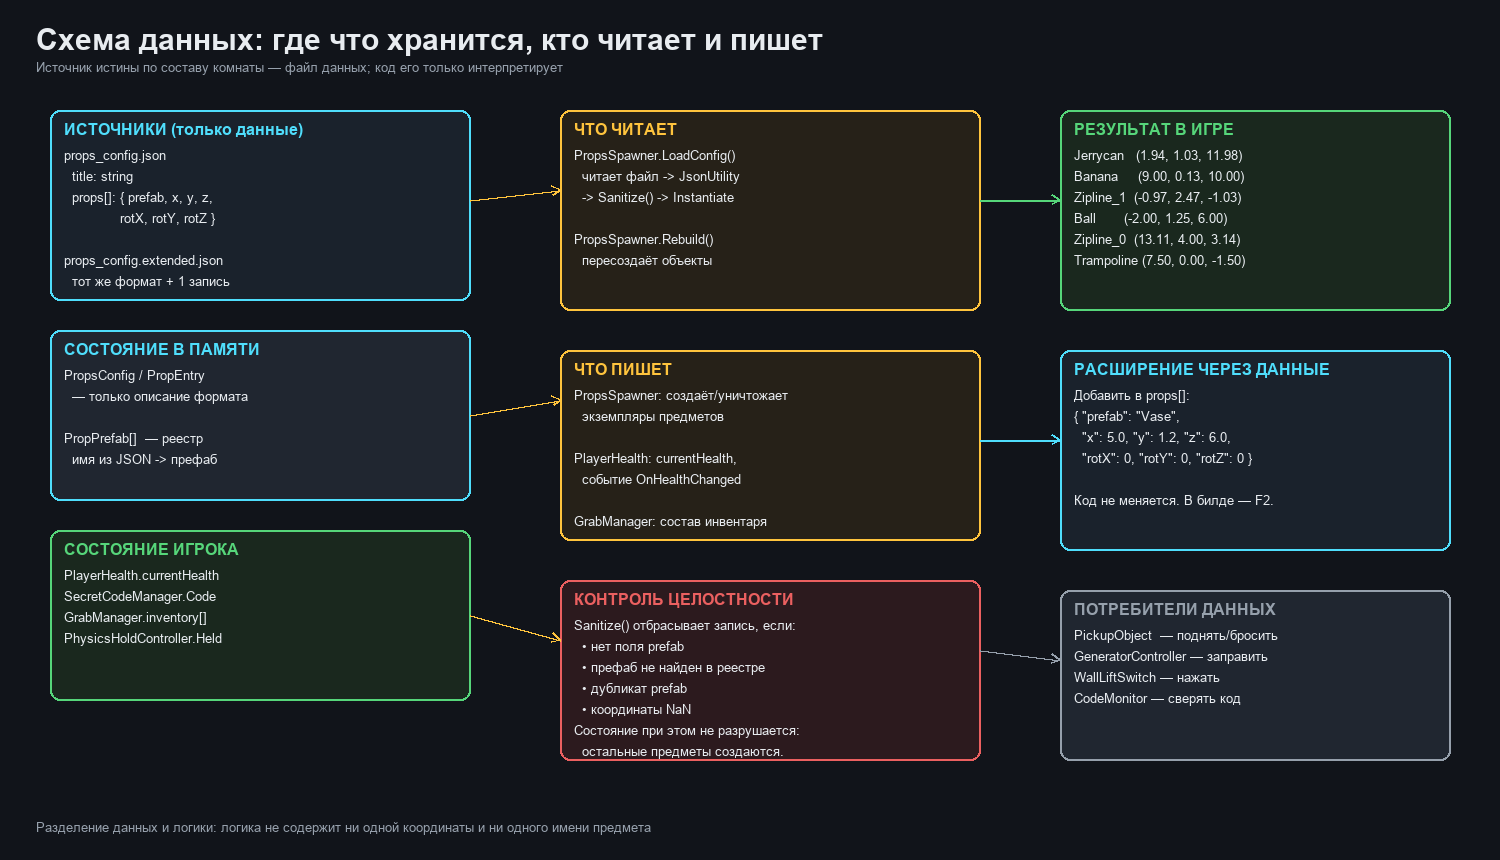 Схема данных: где что хранится, кто читает и пишет
Источник истины по составу комнаты — файл данных; код его только интерпретирует
ИСТОЧНИКИ (только данные)
props_config.json
title: string
props[]: { prefab, x, y, z,
rotX, rotY, rotZ }
props_config.extended.json
тот же формат + 1 запись
СОСТОЯНИЕ В ПАМЯТИ
PropsConfig / PropEntry
— только описание формата
PropPrefab[]  — реестр
имя из JSON -> префаб
СОСТОЯНИЕ ИГРОКА
PlayerHealth.currentHealth
SecretCodeManager.Code
GrabManager.inventory[]
PhysicsHoldController.Held
ЧТО ЧИТАЕТ
PropsSpawner.LoadConfig()
читает файл -> JsonUtility
-> Sanitize() -> Instantiate
PropsSpawner.Rebuild()
пересоздаёт объекты
ЧТО ПИШЕТ
PropsSpawner: создаёт/уничтожает
экземпляры предметов
PlayerHealth: currentHealth,
событие OnHealthChanged
GrabManager: состав инвентаря
КОНТРОЛЬ ЦЕЛОСТНОСТИ
Sanitize() отбрасывает запись, если:
• нет поля prefab
• префаб не найден в реестре
• дубликат prefab
• координаты NaN
Состояние при этом не разрушается:
остальные предметы создаются.
РЕЗУЛЬТАТ В ИГРЕ
Jerrycan   (1.94, 1.03, 11.98)
Banana     (9.00, 0.13, 10.00)
Zipline_1  (-0.97, 2.47, -1.03)
Ball       (-2.00, 1.25, 6.00)
Zipline_0  (13.11, 4.00, 3.14)
Trampoline (7.50, 0.00, -1.50)
РАСШИРЕНИЕ ЧЕРЕЗ ДАННЫЕ
Добавить в props[]:
{ "prefab": "Vase",
"x": 5.0, "y": 1.2, "z": 6.0,
"rotX": 0, "rotY": 0, "rotZ": 0 }
Код не меняется. В билде — F2.
ПОТРЕБИТЕЛИ ДАННЫХ
PickupObject  — поднять/бросить
GeneratorController — заправить
WallLiftSwitch — нажать
CodeMonitor — сверять код
Разделение данных и логики: логика не содержит ни одной координаты и ни одного имени предмета